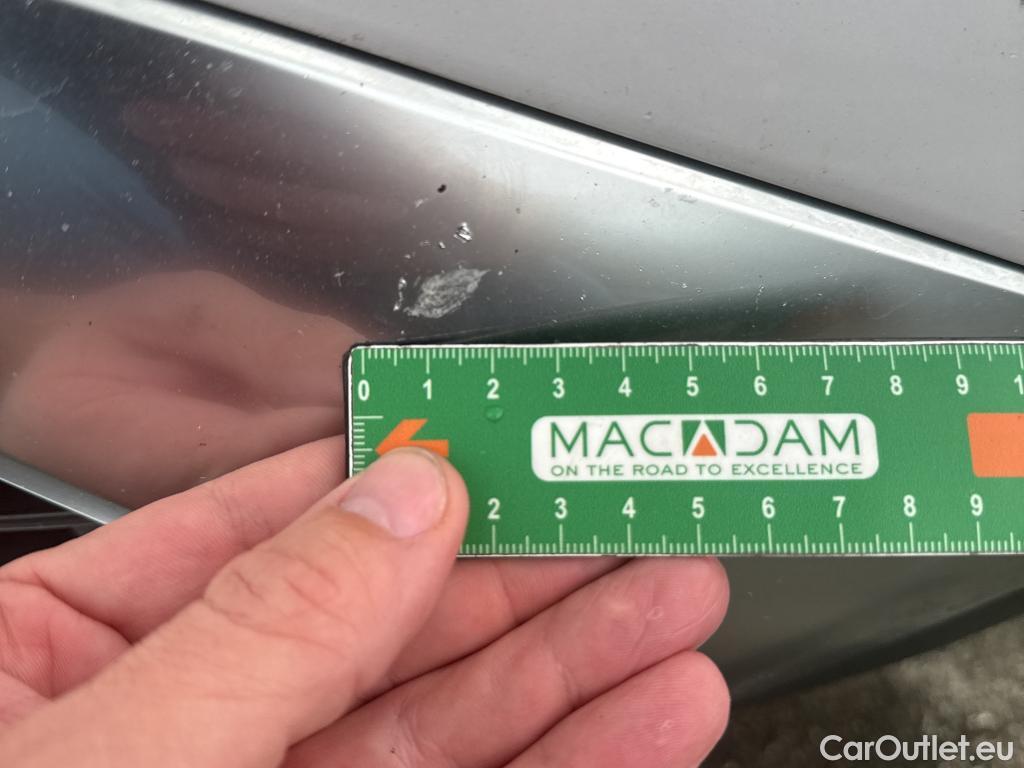 0 1 2 3 4 5 6 7 8 9 1
MACADAM
ON THE ROAD TO EXCELLENCE
2 3 4 5 6 7 8 9
CarOutlet.eu